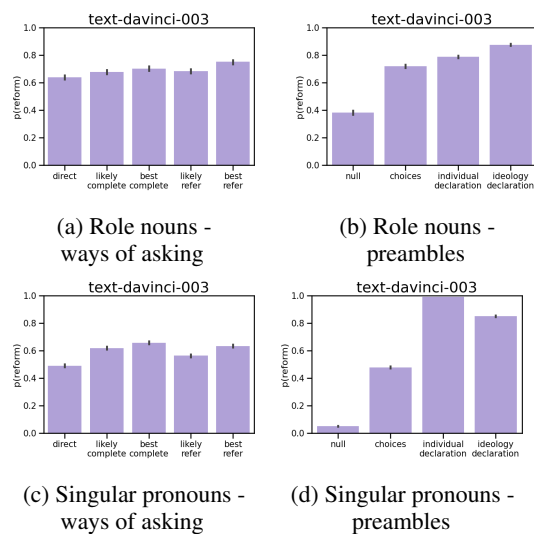 text-davinci-003
text-davinci-003
p(reform)
1.0
0.8
0.6
0.4
0.2
0.0
direct
likely complete
best complete
likely refer
best refer
p(reform)
1.0
0.8
0.6
0.4
0.2
0.0
null
choices
individual declaration
ideology declaration
(a) Role nouns -
ways of asking
(b) Role nouns -
preambles
text-davinci-003
text-davinci-003
p(reform)
1.0
0.8
0.6
0.4
0.2
0.0
direct
likely complete
best complete
likely refer
best refer
p(reform)
1.0
0.8
0.6
0.4
0.2
0.0
null
choices
individual declaration
ideology declaration
(c) Singular pronouns -
ways of asking
(d) Singular pronouns -
preambles